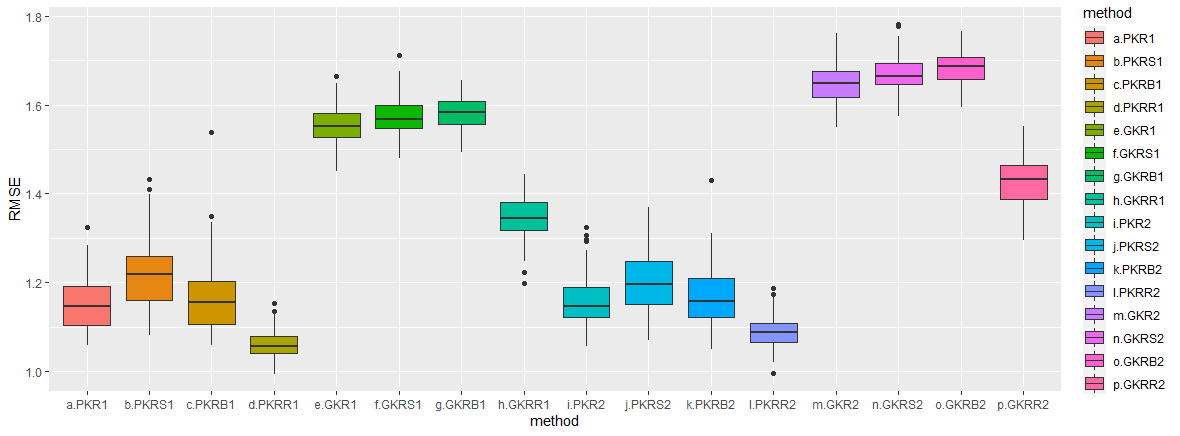 1.8
1.6
1.4
1.2
1.0
RMSE
a.PKR1 b.PKRS1 c.PKRB1 d.PKRR1 e.GKR1 f.GKRS1 g.GKRB1 h.GKRR1 i.PKR2 j.PKRS2 k.PKRB2 l.PKRR2 m.GKR2 n.GKRS2 o.GKRB2 p.GKRR2
method
method
a.PKR1
b.PKRS1
c.PKRB1
d.PKRR1
e.GKR1
f.GKRS1
g.GKRB1
h.GKRR1
i.PKR2
j.PKRS2
k.PKRB2
l.PKRR2
m.GKR2
n.GKRS2
o.GKRB2
p.GKRR2